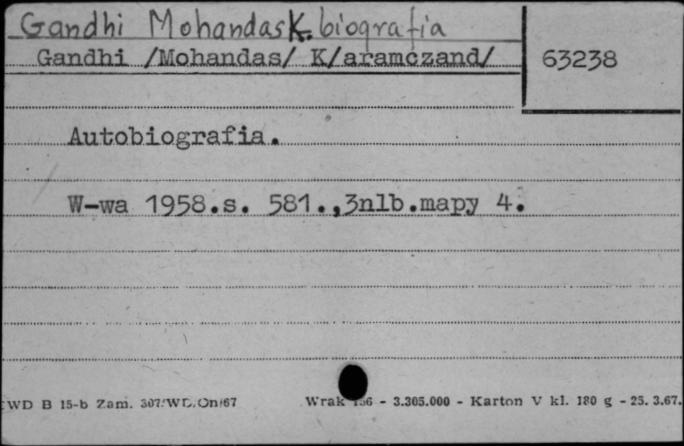 Gandhi Mohandas K. biografia
Gandhi /Mohandas/ K/aramczand/
63238
Autobiografia.
W-wa 1958.s. 581.,3nlb.mapy 4.
WD B 15-b Zam. 307/WD.On/67 Wrak - 3.305.000 - Karton V kl. 180 g - 25. 3.67.